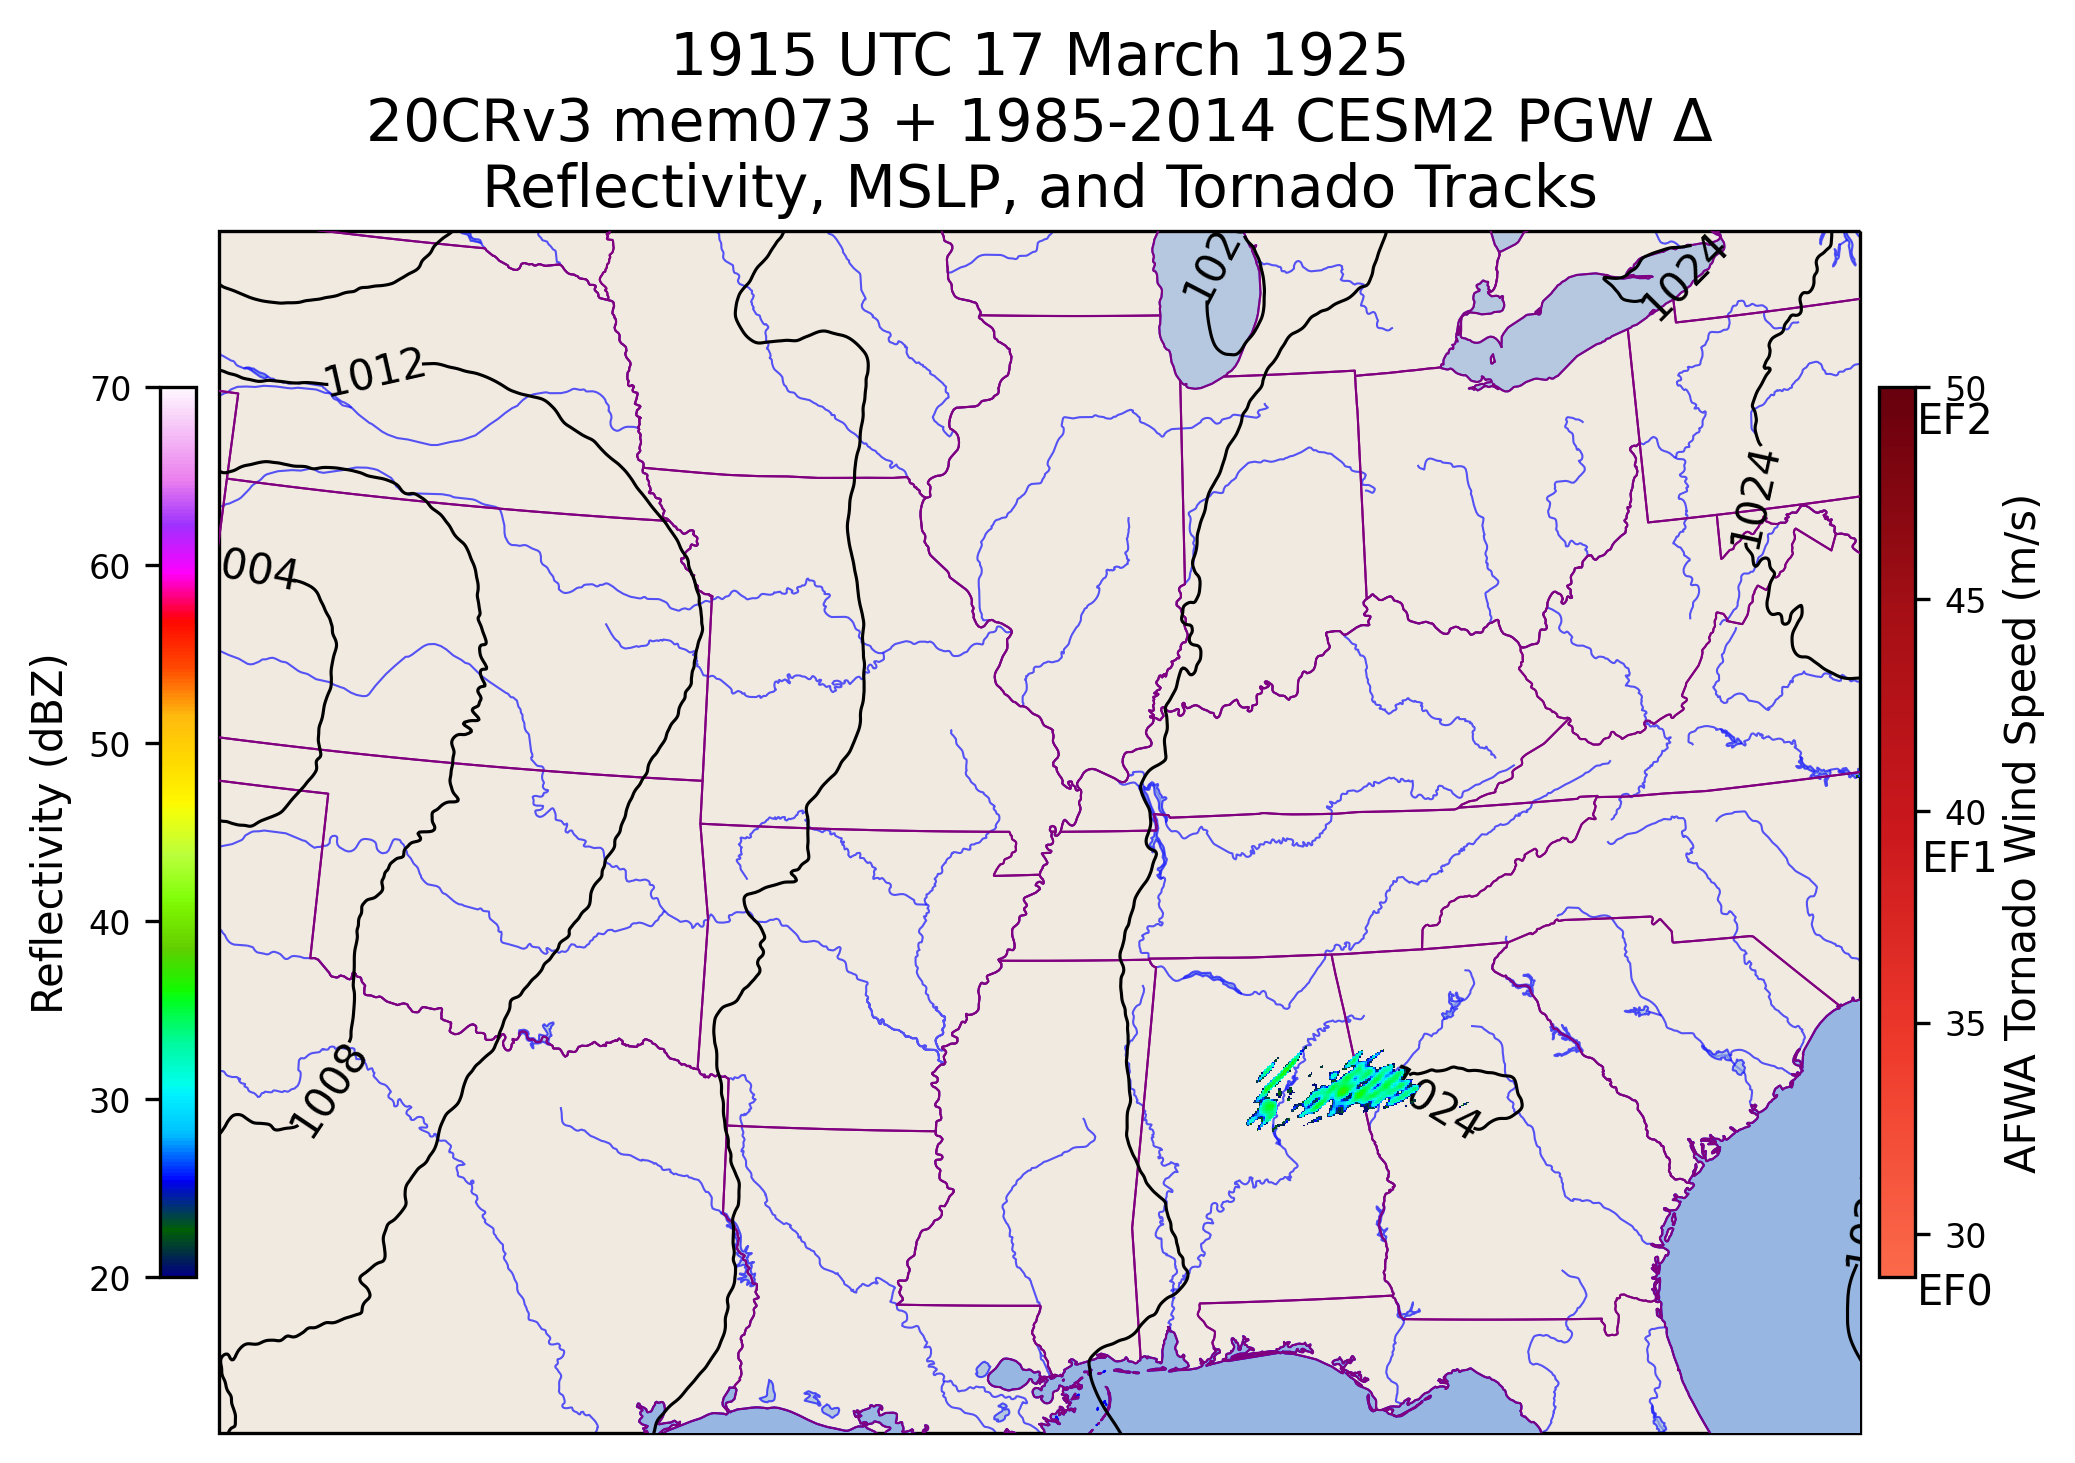 1915 UTC 17 March 1925
20CRv3 mem073 + 1985-2014 CESM2 PGW Δ
Reflectivity, MSLP, and Tornado Tracks
102
1024
1012
1024
004
1008
024
70
60
50
40
30
20
Reflectivity (dBZ)
50
EF2
45
40
EF1
35
30
EF0
AFWA Tornado Wind Speed (m/s)